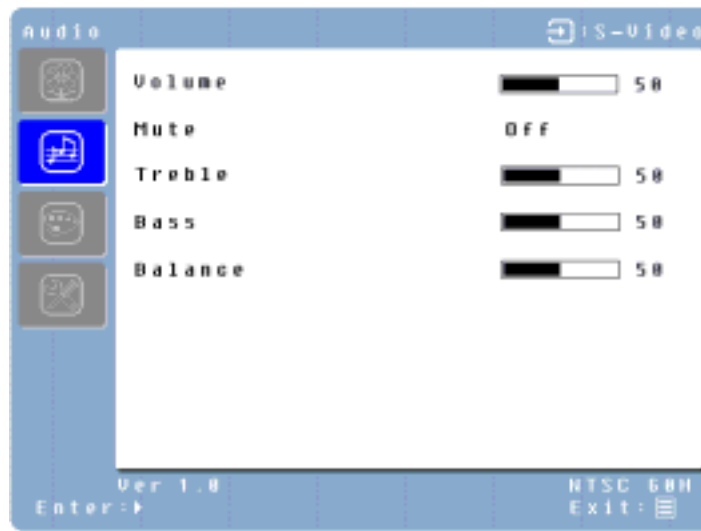 Audio :S-Video
Volume 50
Mute Off
Treble 50
Bass 50
Balance 50
Ver 1.0 NTSC 60H
Enter: Exit: